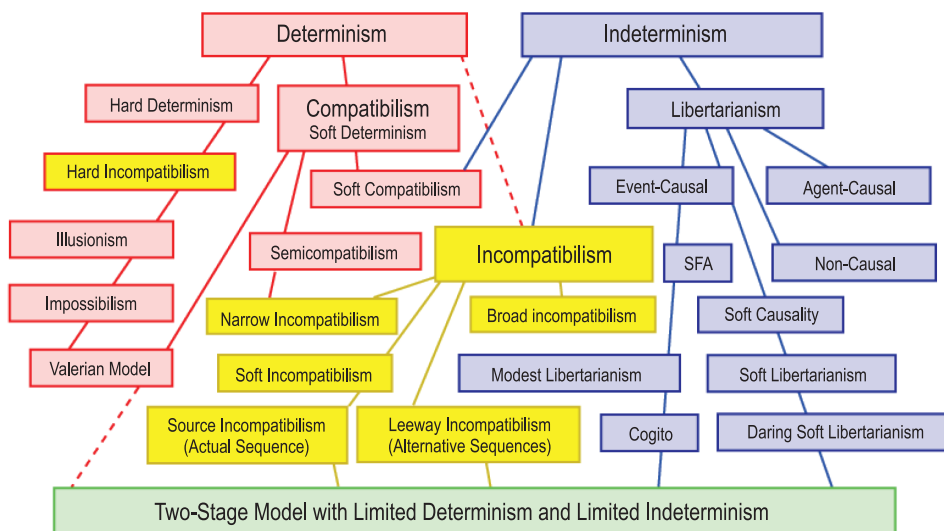 Determinism
Indeterminism
Hard Determinism
Compatibilism
Soft Determinism
Libertarianism
Hard Incompatibilism
Soft Compatibilism
Event-Causal
Agent-Causal
Illusionism
Semicompatibilism
Incompatibilism
SFA
Non-Causal
Impossibilism
Narrow Incompatibilism
Broad incompatibilism
Soft Causality
Valerian Model
Soft Incompatibilism
Modest Libertarianism
Soft Libertarianism
Source Incompatibilism
(Actual Sequence)
Leeway Incompatibilism
(Alternative Sequences)
Cogito
Daring Soft Libertarianism
Two-Stage Model with Limited Determinism and Limited Indeterminism